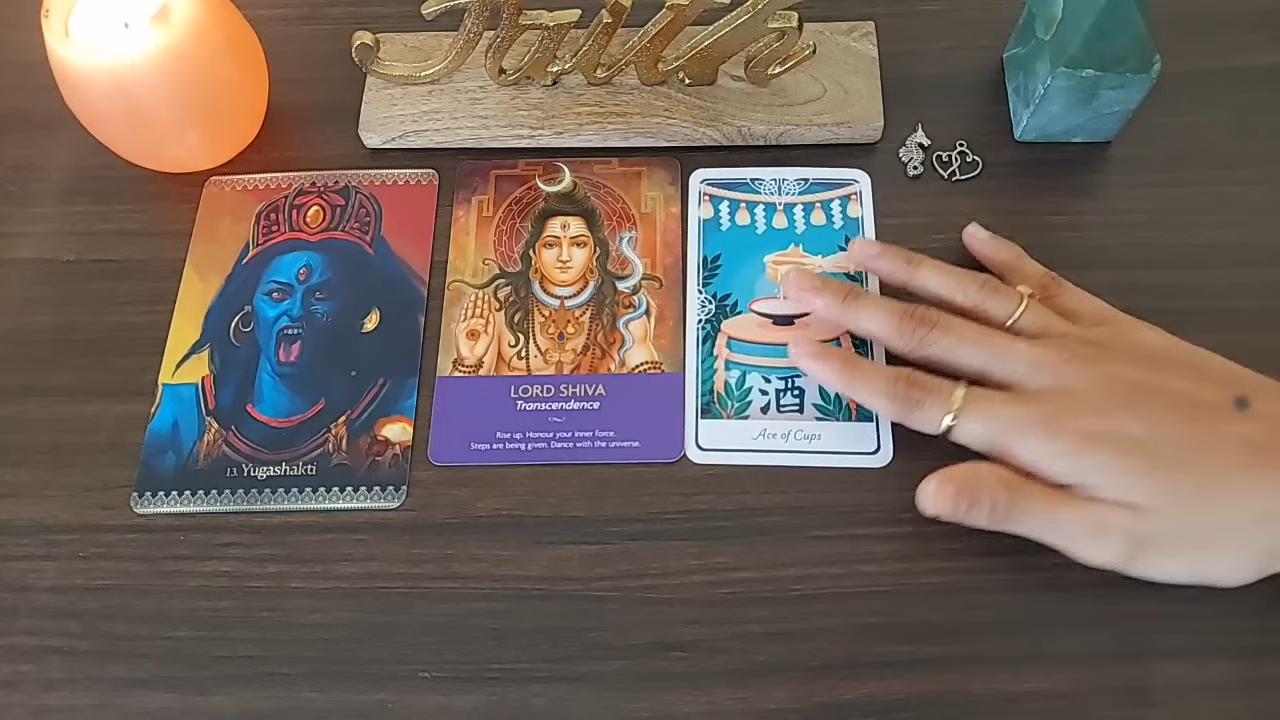 Faith
13. Yugashakti
LORD SHIVA
Transcendence
Rise up. Honour your inner force.
Steps are being given. Dance with the universe.
酒
Ace of Cups